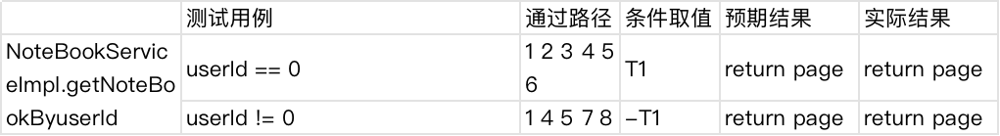 测试用例 通过路径 条件取值 预期结果 实际结果
NoteBookServiceImpl.getNoteBookByuserId
userId == 0 1 2 3 4 5 6 T1 return page return page
userId != 0 1 4 5 7 8 –T1 return page return page